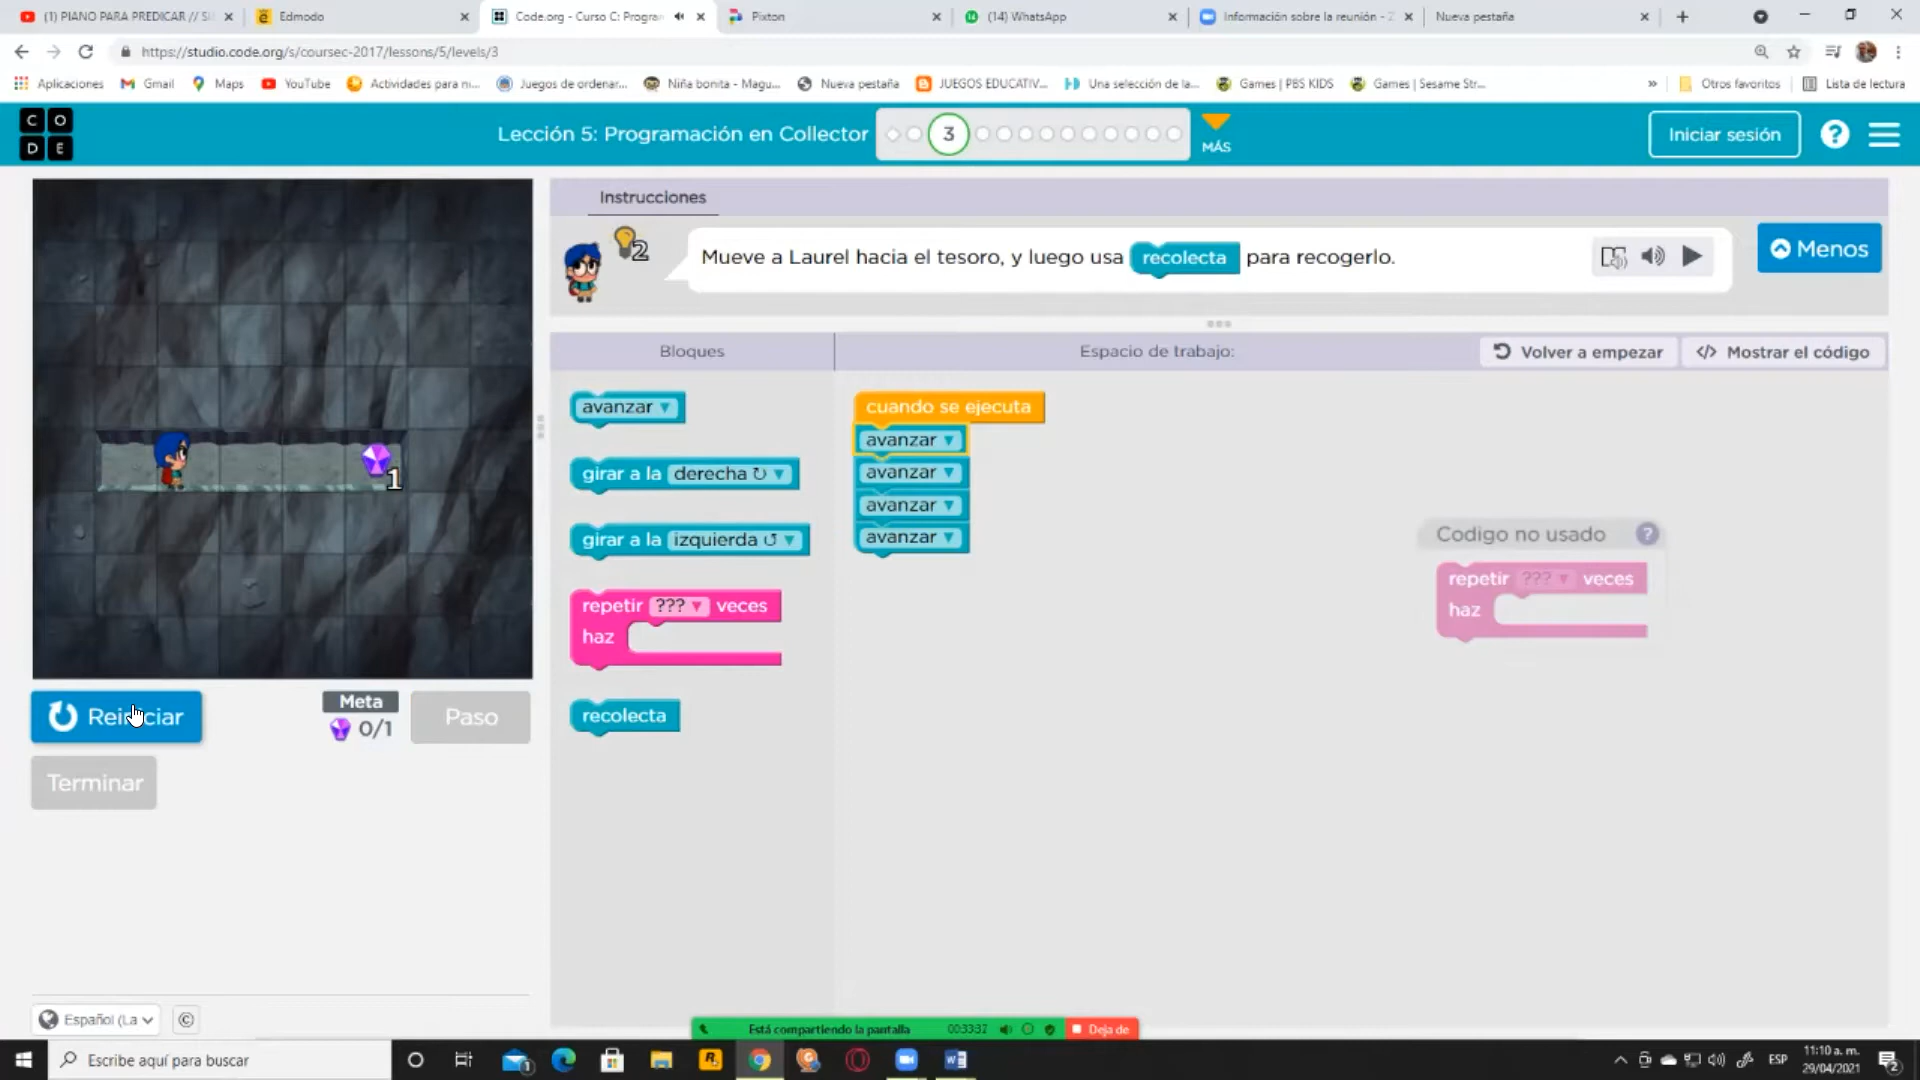 (1) PIANO PARA PREDICAR // SI
Edmodo
Code.org - Curso C: Program
Pixton
(14) WhatsApp
Información sobre la reunión - Z
Nueva pestaña
https://studio.code.org/s/coursec-2017/lessons/5/levels/3
Aplicaciones
Gmail
Maps
YouTube
Actividades para ni...
Juegos de ordenar...
Niña bonita - Magu...
Nueva pestaña
JUEGOS EDUCATIV...
Una selección de la...
Games | PBS KIDS
Games | Sesame Str...
»
Otros favoritos
Lista de lectura
C O
D E
Lección 5: Programación en Collector
3
MÁS
Iniciar sesión
?
Instrucciones
2
Mueve a Laurel hacia el tesoro, y luego usa recolecta para recogerlo.
Menos
Bloques
Espacio de trabajo:
Volver a empezar
</> Mostrar el código
avanzar
girar a la derecha ↻
girar a la izquierda ↺
repetir ??? veces
haz
recolecta
cuando se ejecuta
avanzar
avanzar
avanzar
avanzar
Codigo no usado ?
repetir ??? veces
haz
1
Reiniciar
Meta
0/1
Paso
Terminar
Español (La
©
Está compartiendo la pantalla
00:33:32
Deja de
Escribe aquí para buscar
ESP
11:10 a. m.
29/04/2021
2